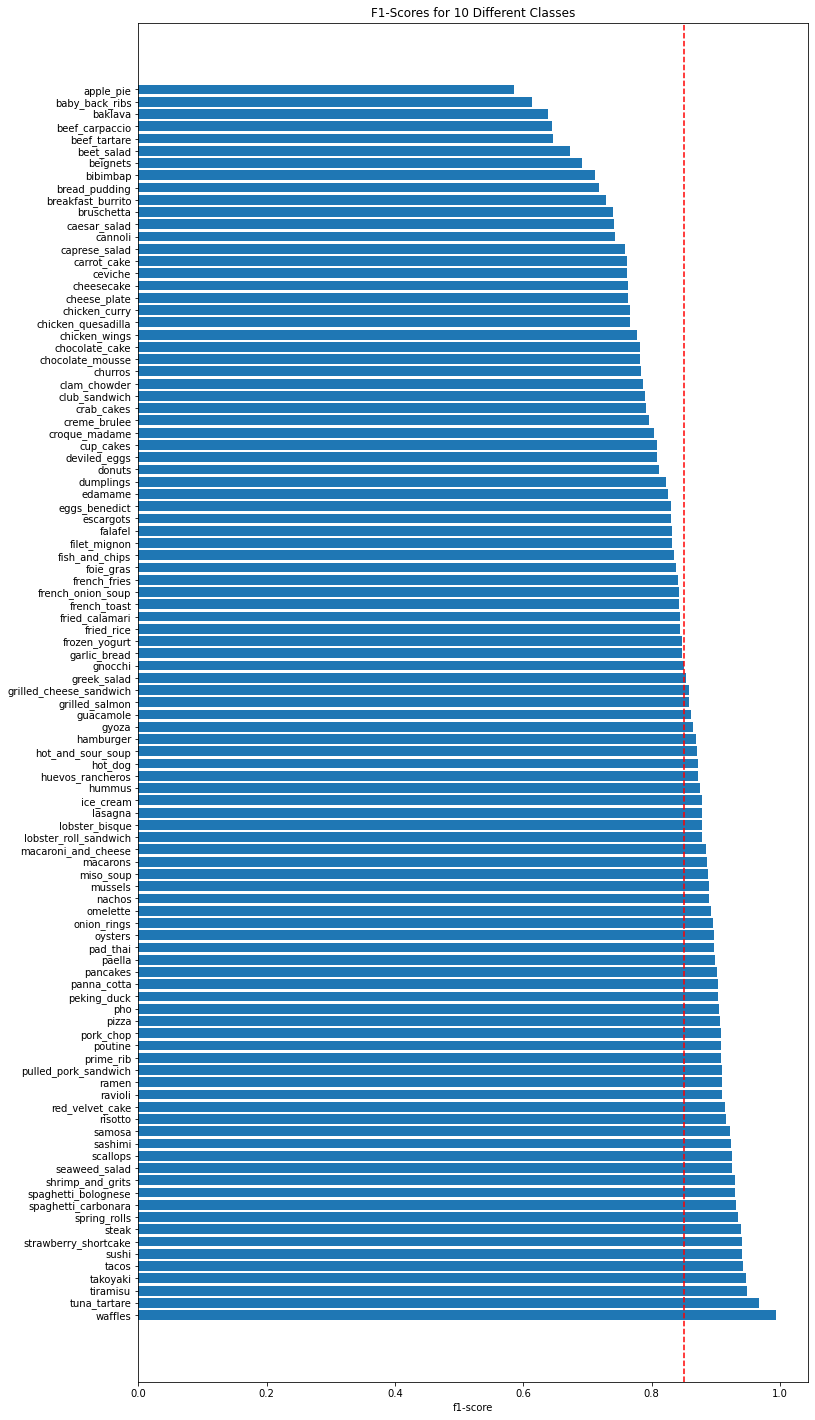 F1-Scores for 10 Different Classes
apple_pie
baby_back_ribs
baklava
beef_carpaccio
beef_tartare
beet_salad
beignets
bibimbap
bread_pudding
breakfast_burrito
bruschetta
caesar_salad
cannoli
caprese_salad
carrot_cake
ceviche
cheesecake
cheese_plate
chicken_curry
chicken_quesadilla
chicken_wings
chocolate_cake
chocolate_mousse
churros
clam_chowder
club_sandwich
crab_cakes
creme_brulee
croque_madame
cup_cakes
deviled_eggs
donuts
dumplings
edamame
eggs_benedict
escargots
falafel
filet_mignon
fish_and_chips
foie_gras
french_fries
french_onion_soup
french_toast
fried_calamari
fried_rice
frozen_yogurt
garlic_bread
gnocchi
greek_salad
grilled_cheese_sandwich
grilled_salmon
guacamole
gyoza
hamburger
hot_and_sour_soup
hot_dog
huevos_rancheros
hummus
ice_cream
lasagna
lobster_bisque
lobster_roll_sandwich
macaroni_and_cheese
macarons
miso_soup
mussels
nachos
omelette
onion_rings
oysters
pad_thai
paella
pancakes
panna_cotta
peking_duck
pho
pizza
pork_chop
poutine
prime_rib
pulled_pork_sandwich
ramen
ravioli
red_velvet_cake
risotto
samosa
sashimi
scallops
seaweed_salad
shrimp_and_grits
spaghetti_bolognese
spaghetti_carbonara
spring_rolls
steak
strawberry_shortcake
sushi
tacos
takoyaki
tiramisu
tuna_tartare
waffles
0.0 0.2 0.4 0.6 0.8 1.0
f1-score